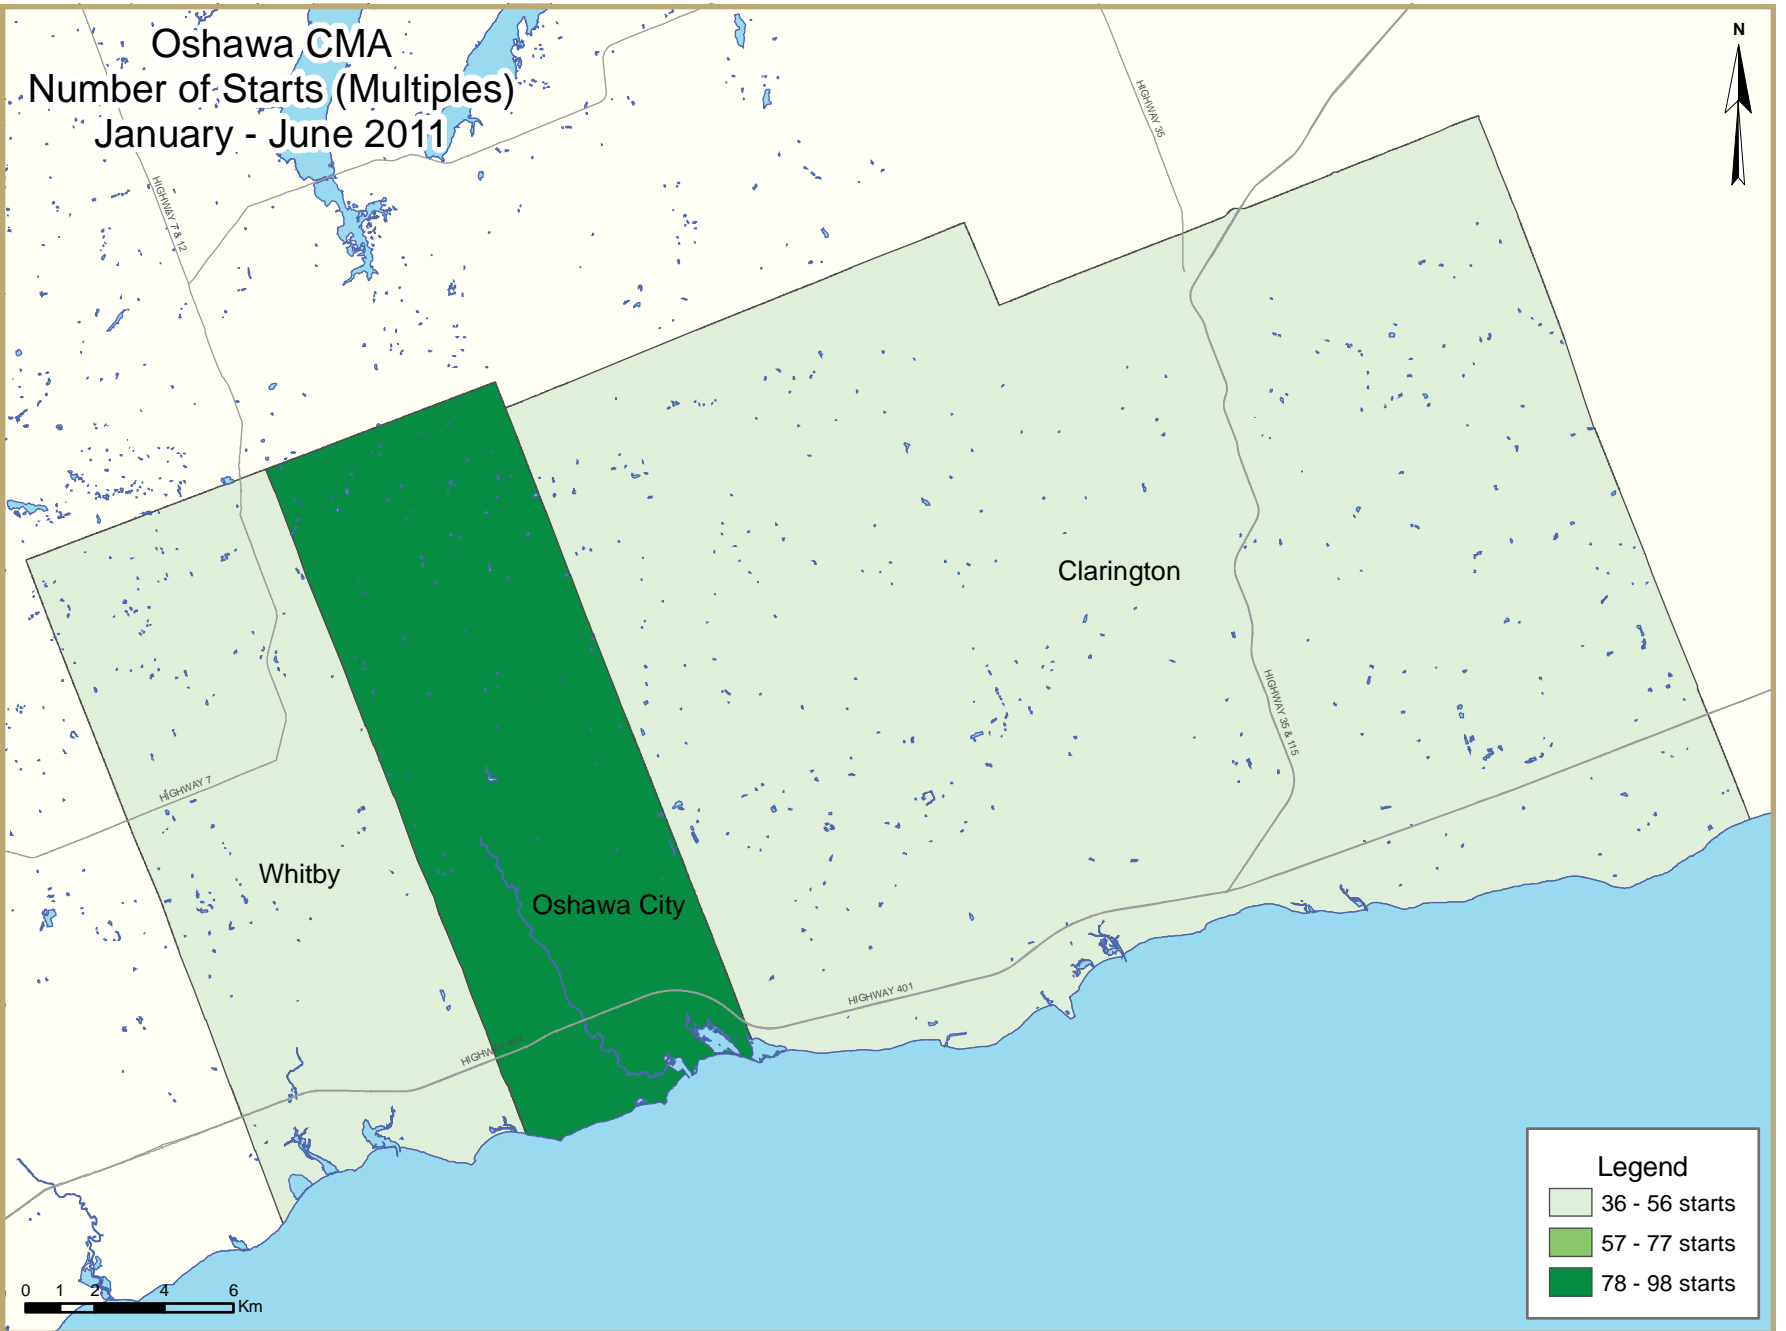 Oshawa CMA
Number of Starts (Multiples)
January - June 2011
N
HIGHWAY 35
HIGHWAY 7 & 12
Clarington
HIGHWAY 35 & 115
HIGHWAY 7
Whitby
Oshawa City
HIGHWAY 401
HIGHWAY 401
Legend
36 - 56 starts
57 - 77 starts
78 - 98 starts
0 1 2 4 6
Km